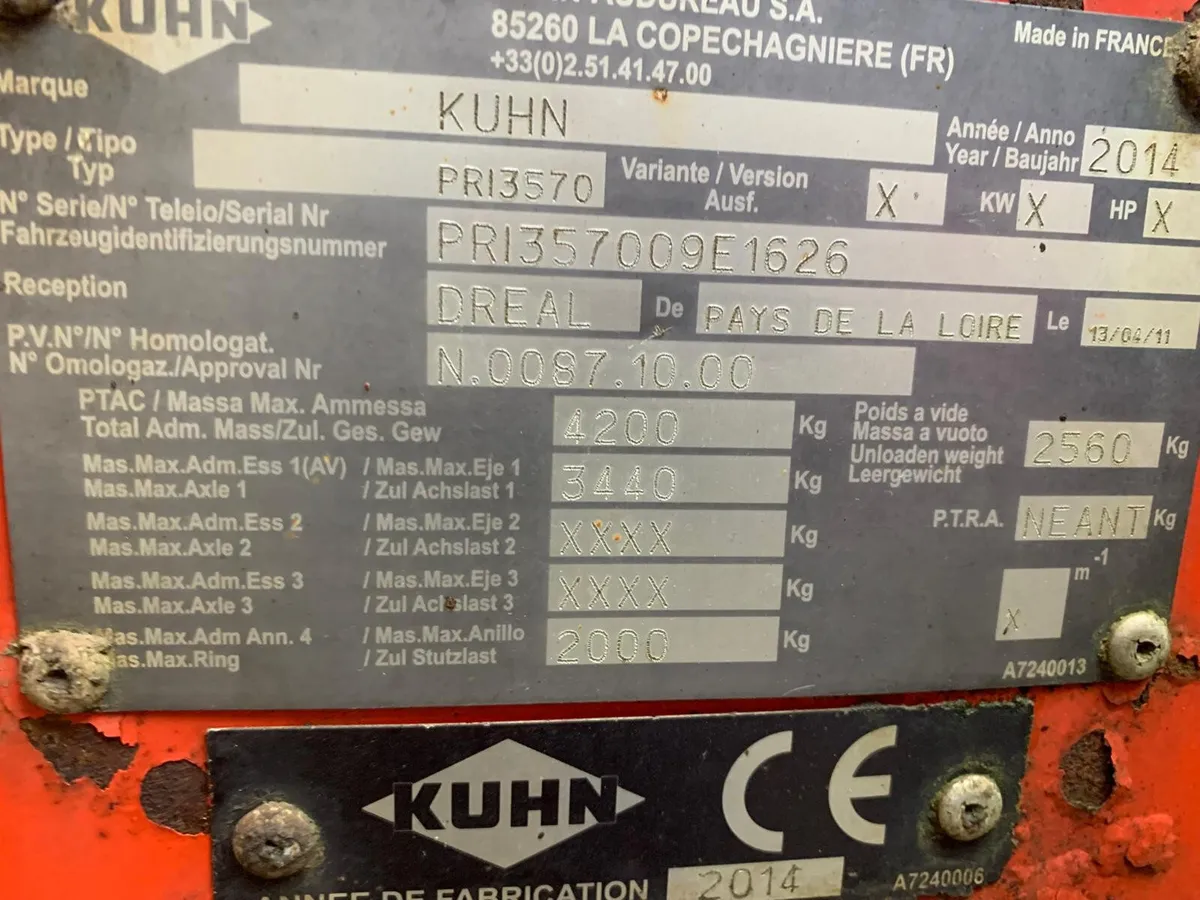 KUHN
AUDUREAU S.A.
85260 LA COPECHAGNIERE (FR)
+33(0)2.51.41.47.00
Made in FRANCE
Marque
KUHN
Année / Anno
Year / Baujahr
2014
Type / Tipo
Typ
PRI3570
Variante / Version
Ausf.
X
KW
X
HP
X
N° Serie/N° Teleio/Serial Nr
Fahrzeugidentifizierungsnummer
PRI357009E1626
Reception
DREAL
De
PAYS DE LA LOIRE
Le
13/04/11
P.V.N°/N° Homologat.
N° Omologaz./Approval Nr
N.0087.10.00
PTAC / Massa Max. Ammessa
Total Adm. Mass/Zul. Ges. Gew
4200
Kg
Poids a vide
Massa a vuoto
Unloaden weight
Leergewicht
2560
Kg
Mas.Max.Adm.Ess 1(AV) / Mas.Max.Eje 1
Mas.Max.Axle 1 / Zul Achslast 1
3440
Kg
Mas.Max.Adm.Ess 2 / Mas.Max.Eje 2
Mas.Max.Axle 2 / Zul Achslast 2
XXXX
Kg
P.T.R.A.
NEANT
Kg
Mas.Max.Adm.Ess 3 / Mas.Max.Eje 3
Mas.Max.Axle 3 / Zul Achslast 3
XXXX
Kg
x
m-1
Mas.Max.Adm Ann. 4 / Mas.Max.Anillo
Mas.Max.Ring / Zul Stutzlast
2000
Kg
A7240013
KUHN
CE
ANNÉE DE FABRICATION
2014
A7240006